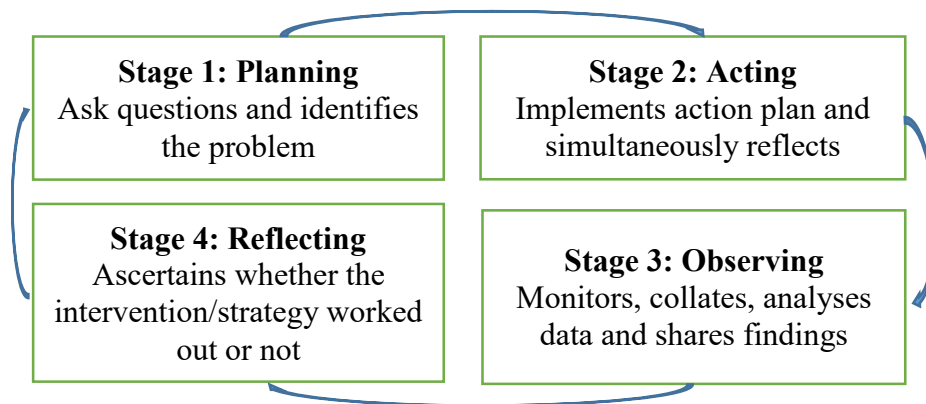 Stage 1: Planning
Ask questions and identifies
the problem
Stage 2: Acting
Implements action plan and
simultaneously reflects
Stage 3: Observing
Monitors, collates, analyses
data and shares findings
Stage 4: Reflecting
Ascertains whether the
intervention/strategy worked
out or not